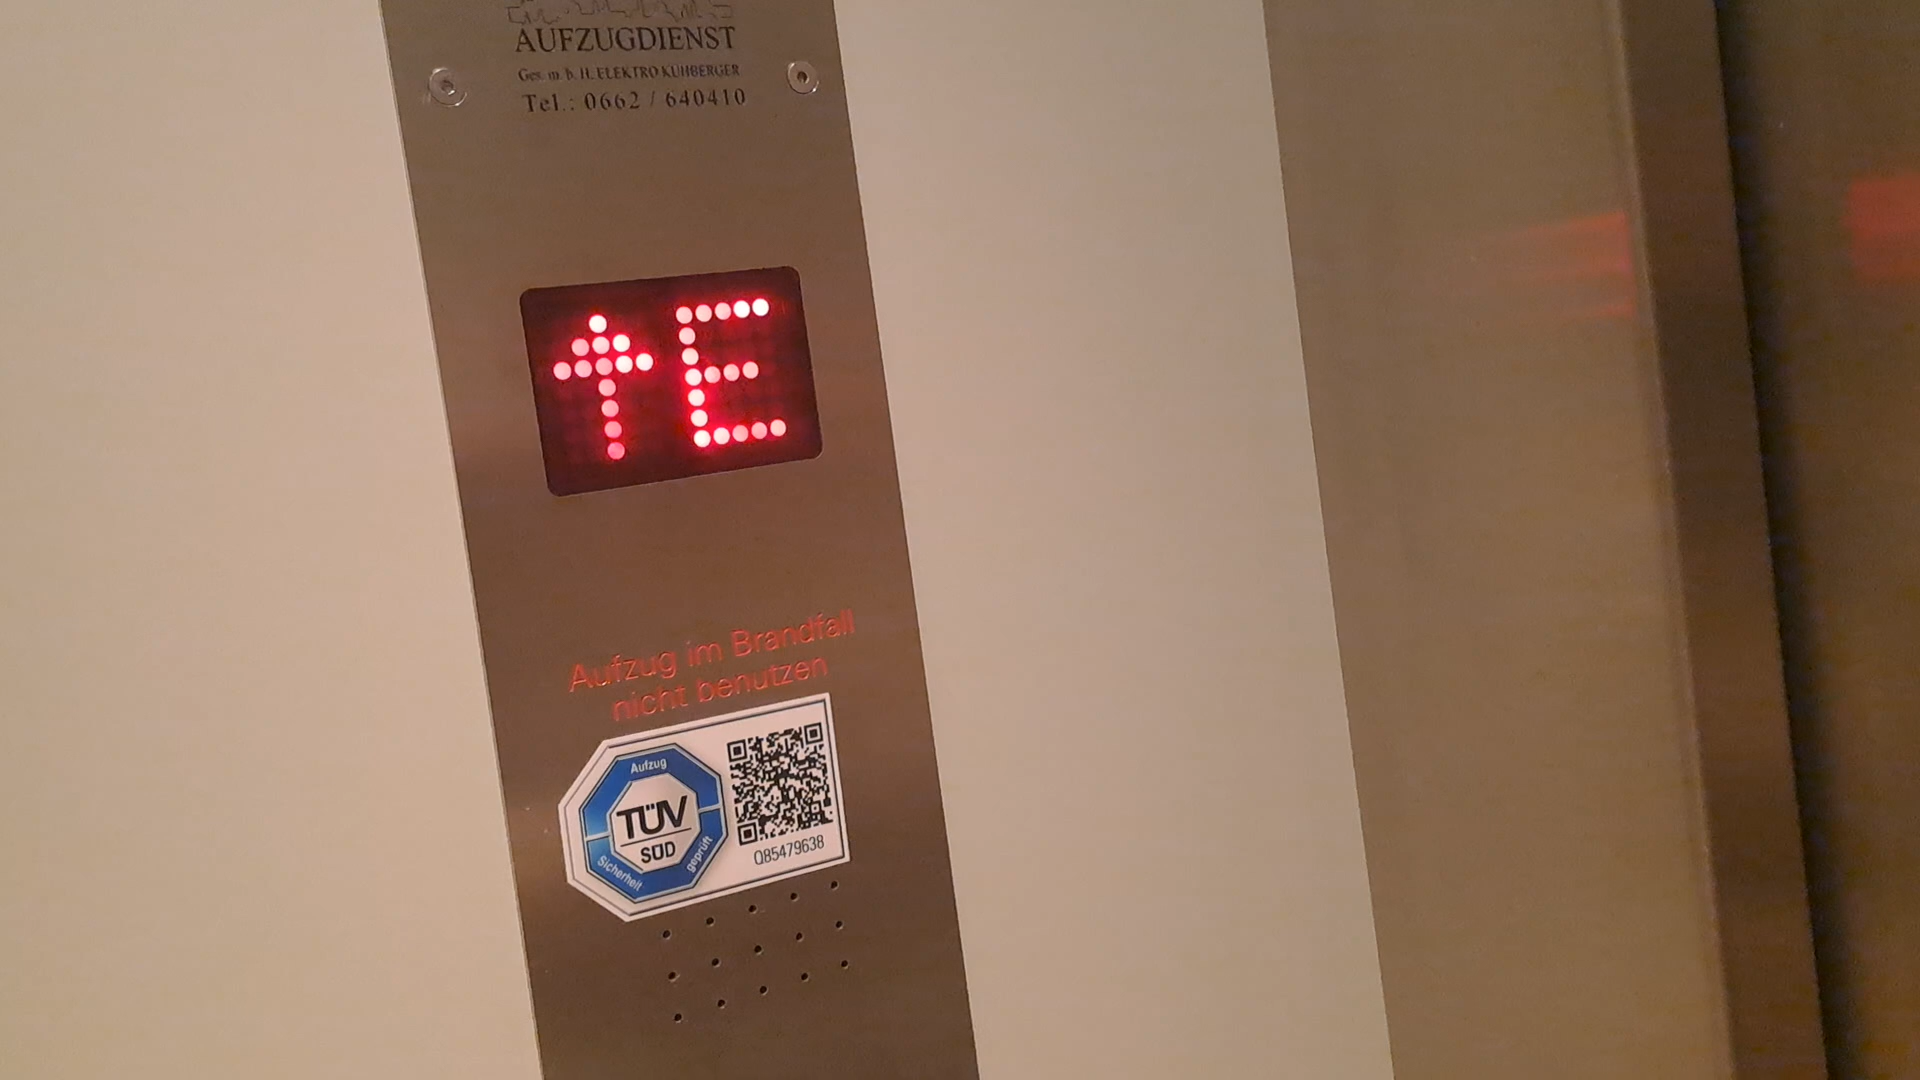 AUFZUGDIENST
Ges. m. b. H. ELEKTRO KUHBERGER
Tel.: 0662 / 640410
↑ E
Aufzug im Brandfall
nicht benutzen
Aufzug
TÜV
SÜD
Sicherheit
geprüft
Q85479638